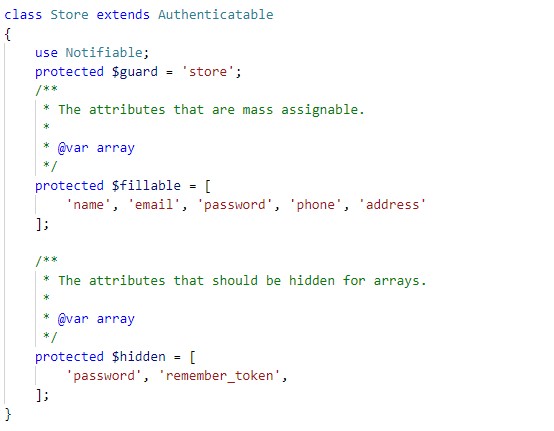 class Store extends Authenticatable
{
    use Notifiable;
    protected $guard = 'store';
    /**
     * The attributes that are mass assignable.
     *
     * @var array
     */
    protected $fillable = [
        'name', 'email', 'password', 'phone', 'address'
    ];

    /**
     * The attributes that should be hidden for arrays.
     *
     * @var array
     */
    protected $hidden = [
        'password', 'remember_token',
    ];
}